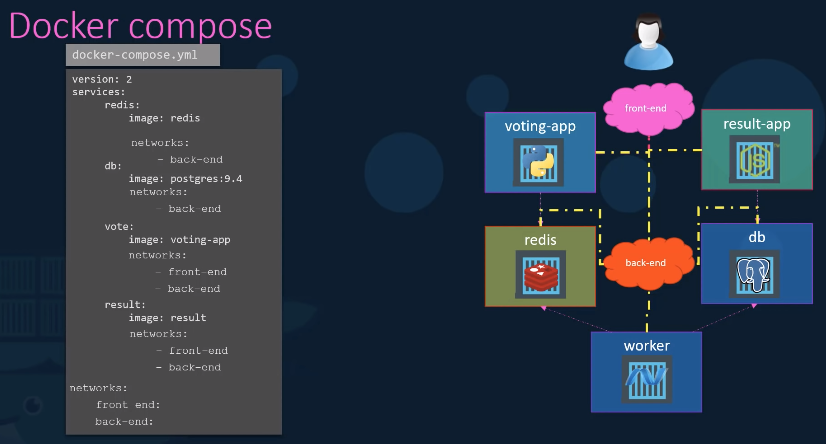 Docker compose
docker-compose.yml
version: 2
services:
redis:
image: redis
networks:
- back-end
db:
image: postgres:9.4
networks:
- back-end
vote:
image: voting-app
networks:
- front-end
- back-end
result:
image: result
networks:
- front-end
- back-end
networks:
front end:
back-end:
front-end
voting-app
result-app
JS
redis
back-end
db
worker